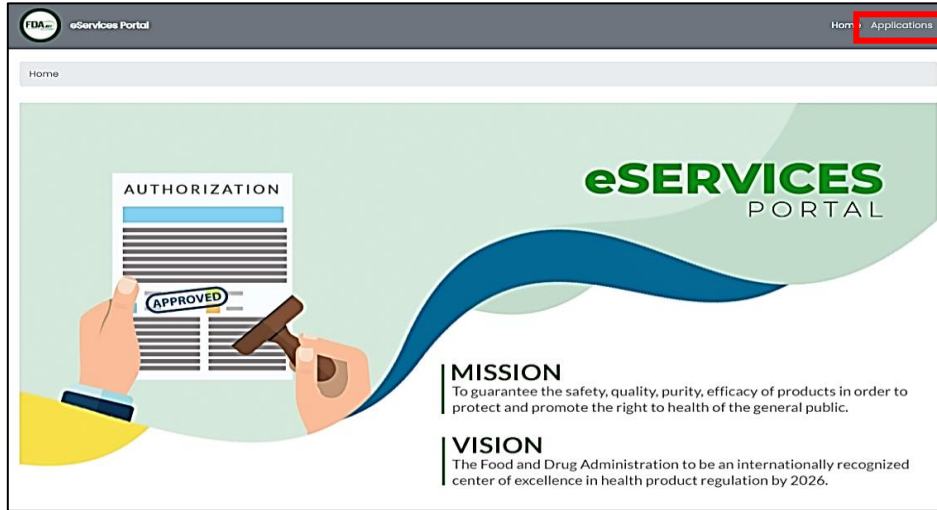 FDA
eServices Portal
Home Applications
Home
AUTHORIZATION
APPROVED
eSERVICES
PORTAL
MISSION
To guarantee the safety, quality, purity, efficacy of products in order to
protect and promote the right to health of the general public.
VISION
The Food and Drug Administration to be an internationally recognized
center of excellence in health product regulation by 2026.